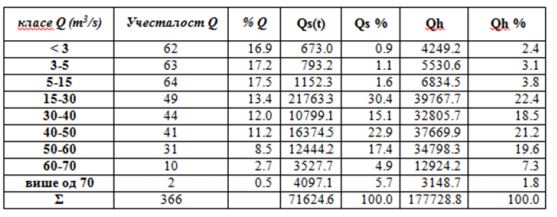 класе Q (m³/s) Учесталост Q % Q Qs(t) Qs % Qh Qh %
< 3 62 16.9 673.0 0.9 4249.2 2.4
3-5 63 17.2 793.2 1.1 5530.6 3.1
5-15 64 17.5 1152.3 1.6 6834.5 3.8
15-30 49 13.4 21763.3 30.4 39767.7 22.4
30-40 44 12.0 10799.1 15.1 32805.7 18.5
40-50 41 11.2 16374.5 22.9 37669.9 21.2
50-60 31 8.5 12444.2 17.4 34798.3 19.6
60-70 10 2.7 3527.7 4.9 12924.2 7.3
више од 70 2 0.5 4097.1 5.7 3148.7 1.8
Σ 366 71624.6 100.0 177728.8 100.0